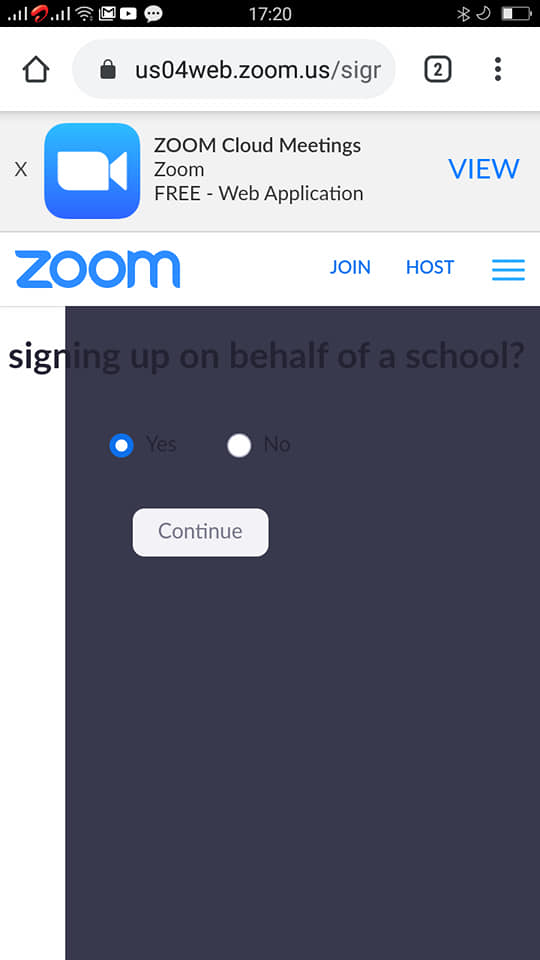 17:20
us04web.zoom.us/sigr
2
X
ZOOM Cloud Meetings
Zoom
FREE - Web Application
VIEW
zoom
JOIN
HOST
signing up on behalf of a school?
Yes
No
Continue